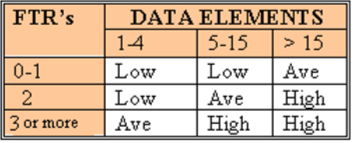 FTR's DATA ELEMENTS
1-4 5-15 > 15
0-1 Low Low Ave
2 Low Ave High
3 or more Ave High High